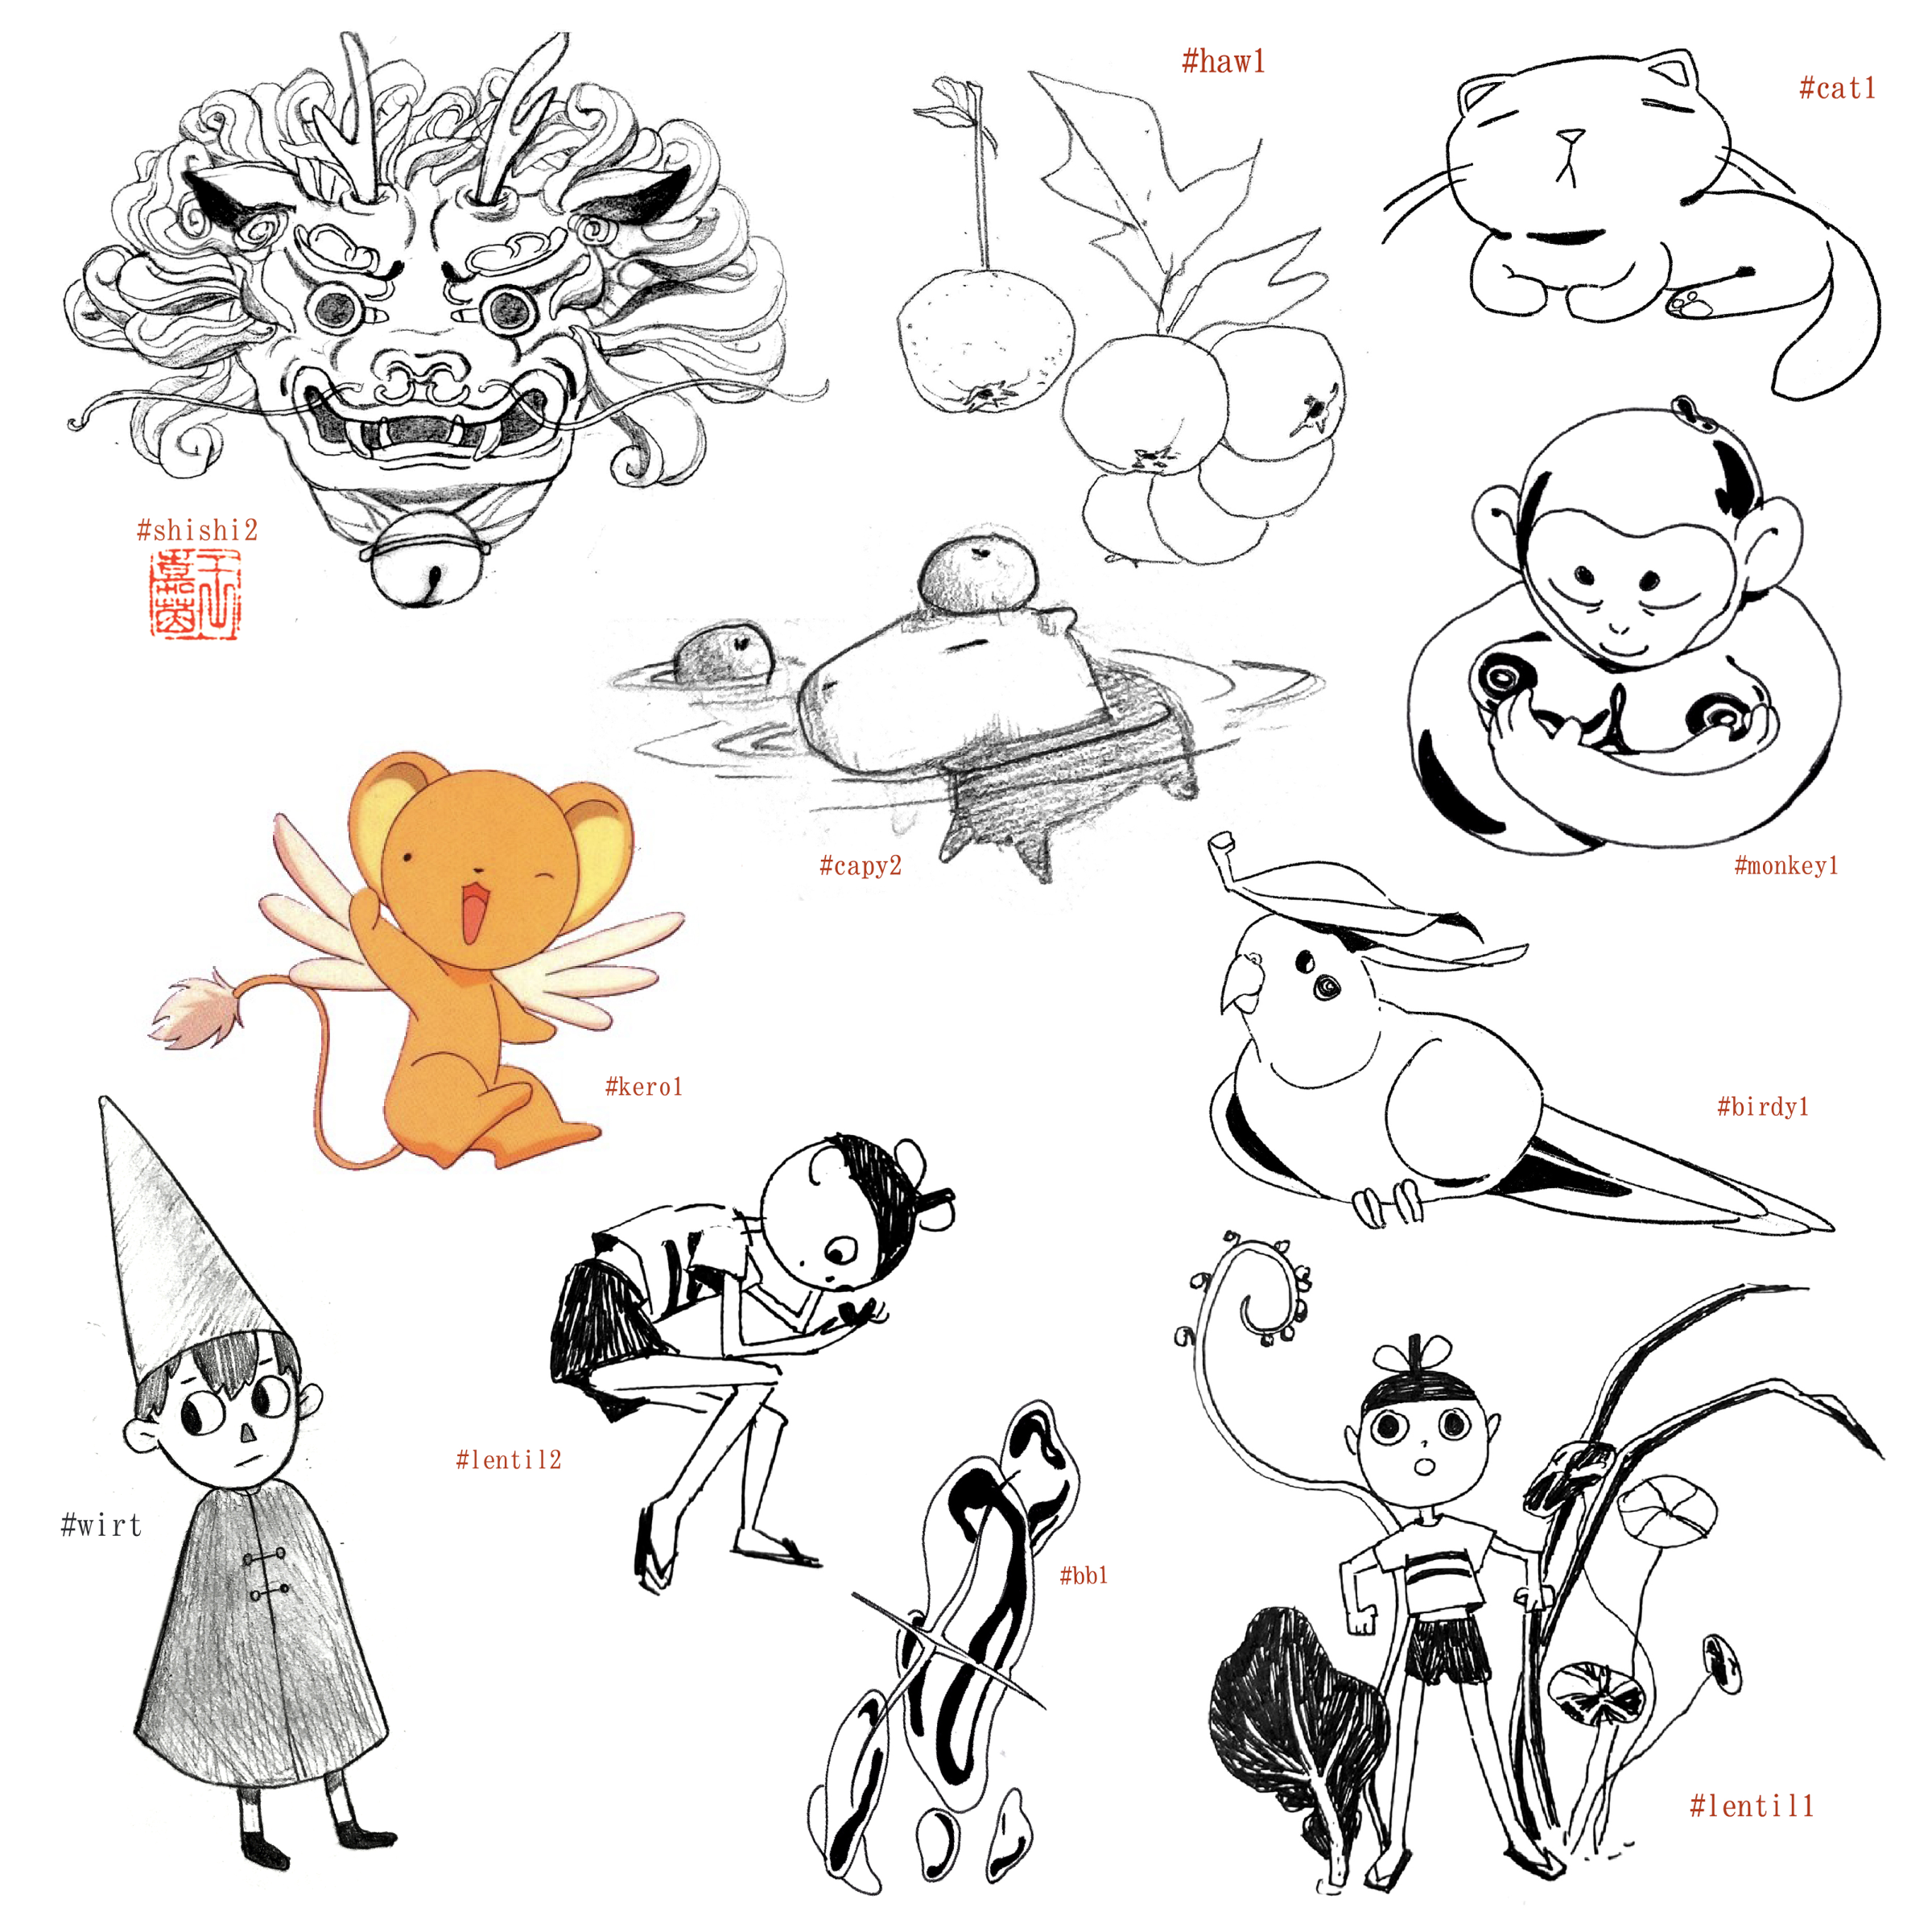 #haw1
#cat1
#shishi2
#capy2
#monkey1
#kero1
#birdy1
#lentil2
#wirt
#bb1
#lentil1